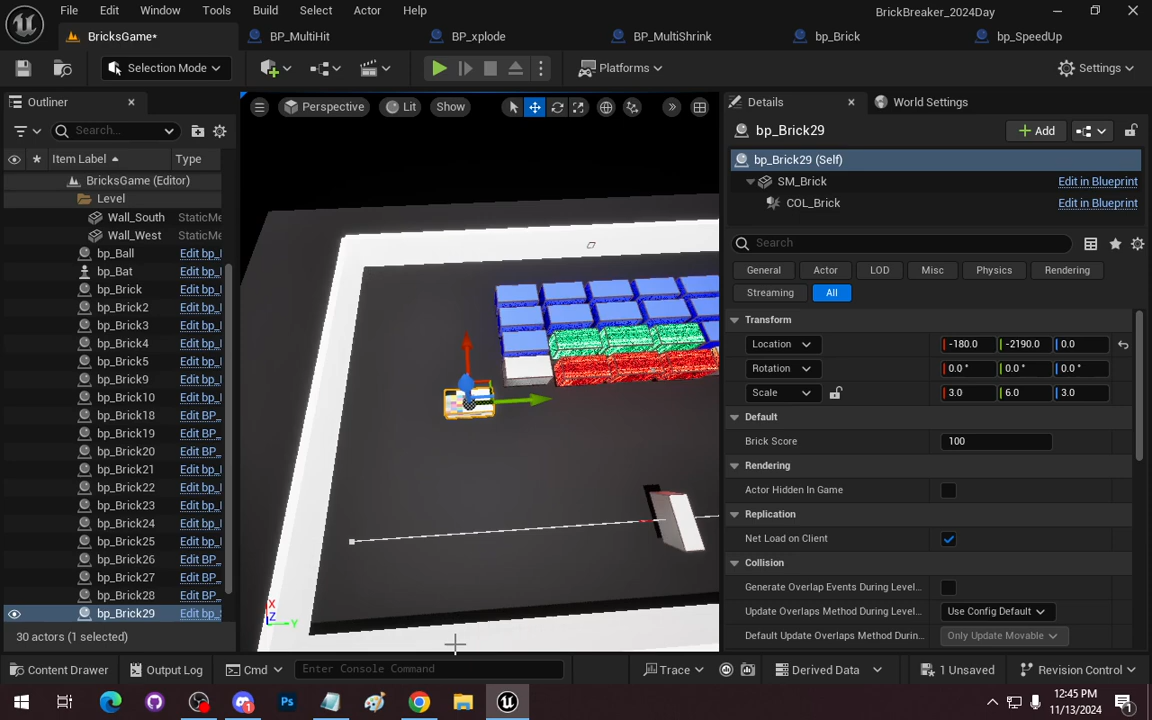 File Edit Window Tools Build Select Actor Help
BrickBreaker_2024Day
BricksGame*
BP_MultiHit
BP_xplode
BP_MultiShrink
bp_Brick
bp_SpeedUp
Selection Mode
Platforms
Settings
Outliner
Search...
Item Label
Type
BricksGame (Editor)
Level
Wall_South StaticMe
Wall_West StaticMe
bp_Ball Edit bp_
bp_Bat Edit bp_
bp_Brick Edit bp_
bp_Brick2 Edit bp_
bp_Brick3 Edit bp_
bp_Brick4 Edit bp_
bp_Brick5 Edit bp_
bp_Brick9 Edit bp_
bp_Brick10 Edit bp_
bp_Brick18 Edit BP_
bp_Brick19 Edit BP_
bp_Brick20 Edit BP_
bp_Brick21 Edit bp_
bp_Brick22 Edit bp_
bp_Brick23 Edit bp_
bp_Brick24 Edit bp_
bp_Brick25 Edit bp_
bp_Brick26 Edit BP_
bp_Brick27 Edit BP_
bp_Brick28 Edit BP_
bp_Brick29 Edit bp_
30 actors (1 selected)
Perspective
Lit
Show
X
Z
Y
Details
World Settings
bp_Brick29
Add
bp_Brick29 (Self)
SM_Brick Edit in Blueprint
COL_Brick Edit in Blueprint
Search
General Actor LOD Misc Physics Rendering
Streaming All
Transform
Location -180.0 -2190.0 0.0
Rotation 0.0 ° 0.0 ° 0.0 °
Scale 3.0 6.0 3.0
Default
Brick Score 100
Rendering
Actor Hidden In Game
Replication
Net Load on Client
Collision
Generate Overlap Events During Level...
Update Overlaps Method During Level... Use Config Default
Default Update Overlaps Method Durin... Only Update Movable
Content Drawer
Output Log
Cmd
Enter Console Command
Trace
Derived Data
1 Unsaved
Revision Control
12:45 PM
11/13/2024
1